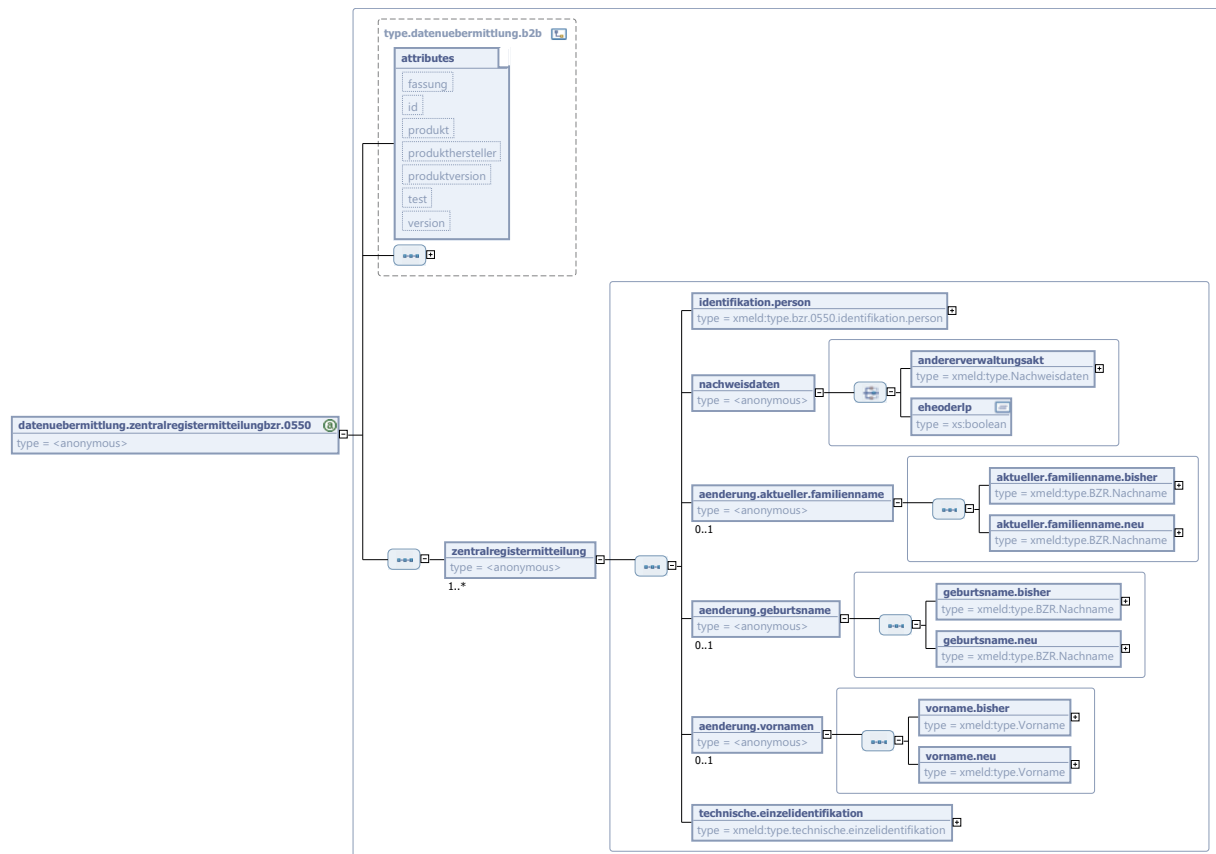 type.datenuebermittlung.b2b
attributes
fassung
id
produkt
produkthersteller
produktversion
test
version
datenuebermittlung.zentralregistermitteilungbzr.0550
a
type = <anonymous>
zentralregistermitteilung
type = <anonymous>
1..*
identifikation.person
type = xmeld:type.bzr.0550.identifikation.person
nachweisdaten
type = <anonymous>
andererverwaltungsakt
type = xmeld:type.Nachweisdaten
eheoderlp
type = xs:boolean
aenderung.aktueller.familienname
type = <anonymous>
0..1
aktueller.familienname.bisher
type = xmeld:type.BZR.Nachname
aktueller.familienname.neu
type = xmeld:type.BZR.Nachname
aenderung.geburtsname
type = <anonymous>
0..1
geburtsname.bisher
type = xmeld:type.BZR.Nachname
geburtsname.neu
type = xmeld:type.BZR.Nachname
aenderung.vornamen
type = <anonymous>
0..1
vorname.bisher
type = xmeld:type.Vorname
vorname.neu
type = xmeld:type.Vorname
technische.einzelidentifikation
type = xmeld:type.technische.einzelidentifikation